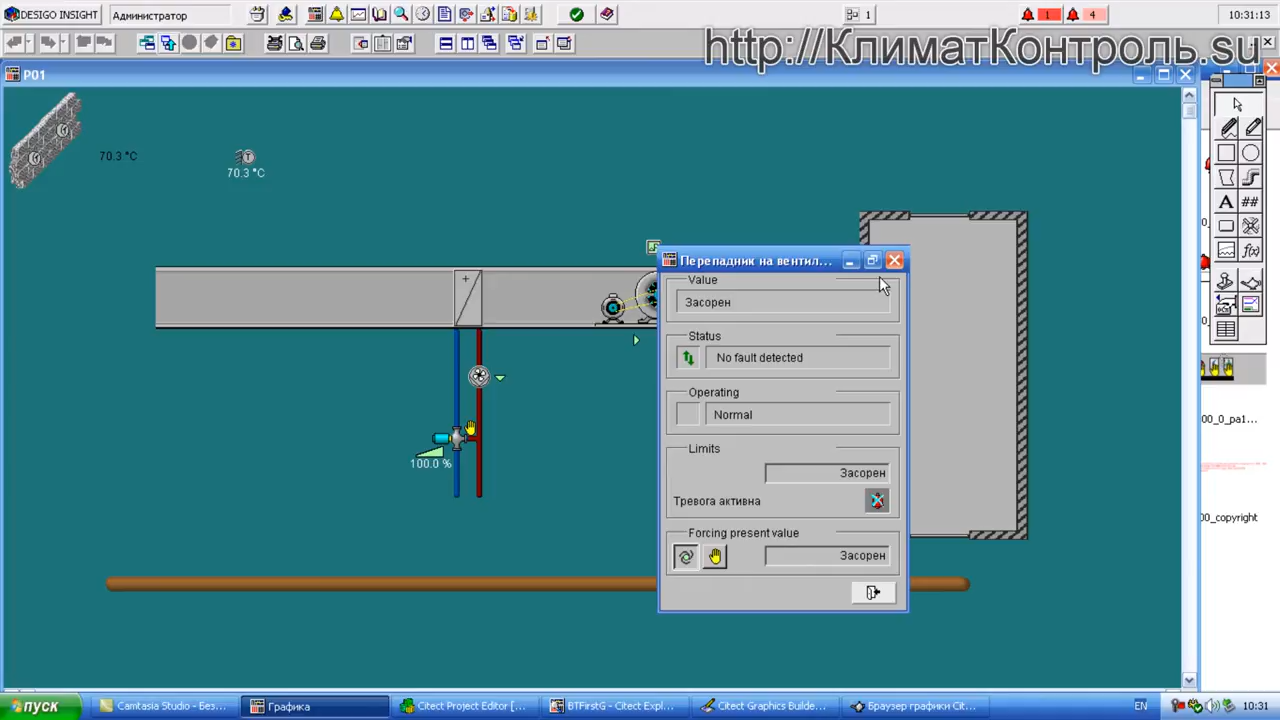 DESIGO INSIGHT
Администратор
1
1
4
10:31:13
http://КлиматКонтроль.su
P01
70.3 °C
T
70.3 °C
A
##
f(x)
Перепадник на вентил...
Value
Засорен
Status
No fault detected
Operating
Normal
Limits
Засорен
Тревога активна
Forcing present value
Засорен
+
100.0 %
00_0_pa1...
00_copyright
пуск
Camtasia Studio - Без...
Графика
Citect Project Editor [...
BTFirstG - Citect Expl...
Citect Graphics Builde...
Браузер графики Cit...
EN
10:31